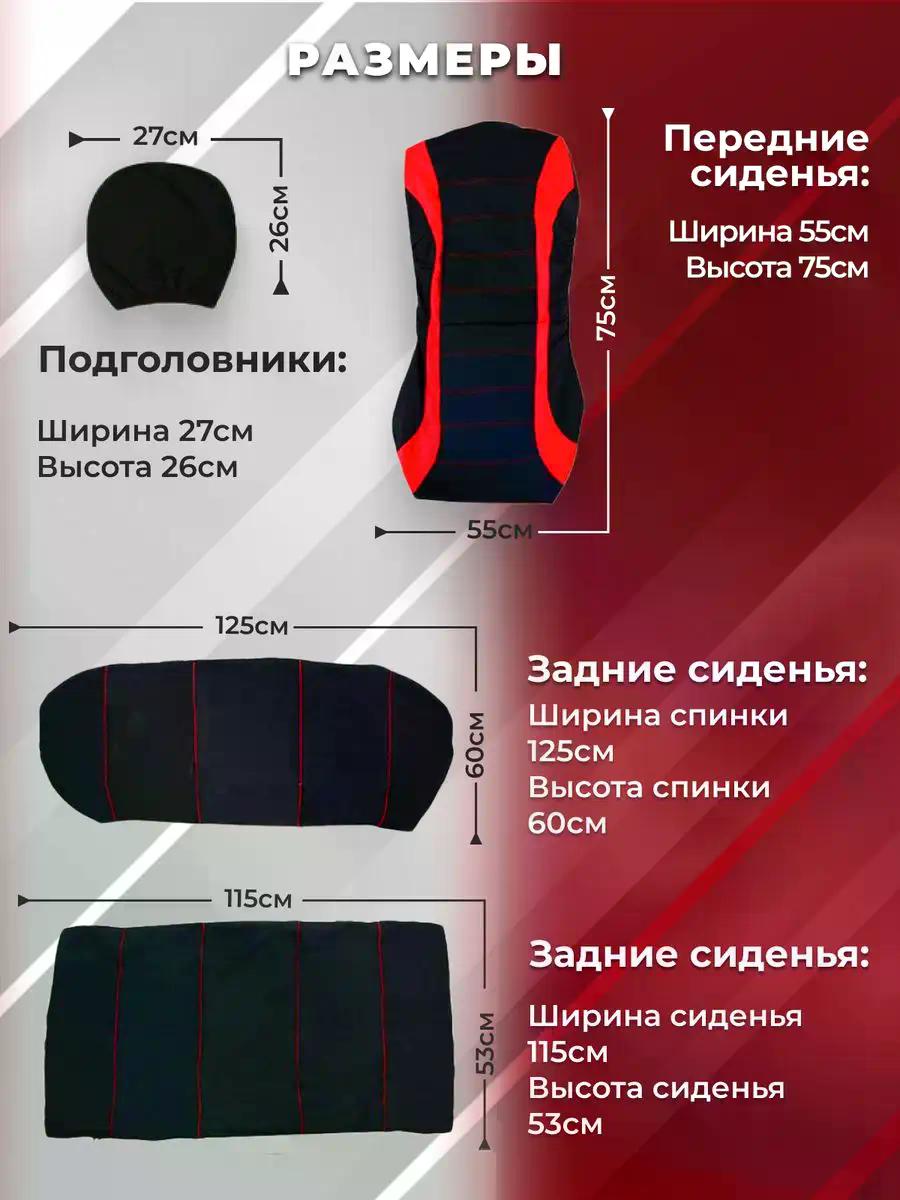 РАЗМЕРЫ
27см
26см
Подголовники:
Ширина 27см
Высота 26см
Передние
сиденья:
Ширина 55см
Высота 75см
75см
55см
125см
60см
Задние сиденья:
Ширина спинки
125см
Высота спинки
60см
115см
53см
Задние сиденья:
Ширина сиденья
115см
Высота сиденья
53см